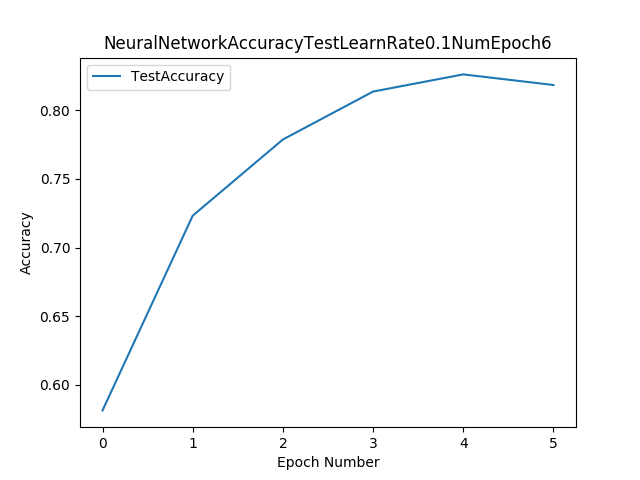 NeuralNetworkAccuracyTestLearnRate0.1NumEpoch6
TestAccuracy
0.80
0.75
0.70
0.65
0.60
Accuracy
0 1 2 3 4 5
Epoch Number